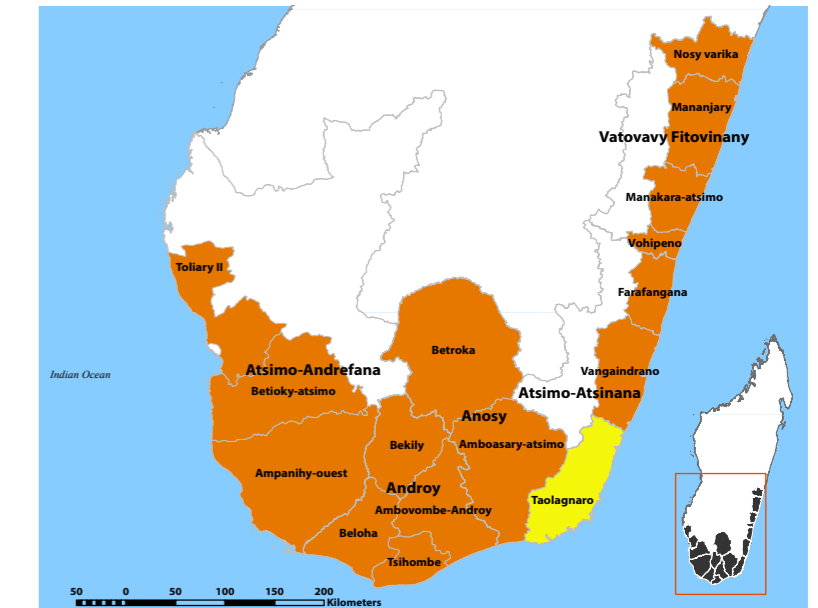 Nosy varika
Mananjary
Vatovavy Fitovinany
Manakara-atsimo
Vohipeno
Toliary II
Farafangana
Betroka
Indian Ocean
Atsimo-Andrefana
Vangaindrano
Betioky-atsimo
Atsimo-Atsinana
Anosy
Bekily
Amboasary-atsimo
Ampanihy-ouest
Androy
Taolagnaro
Ambovombe-Androy
Beloha
Tsihombe
50 0 50 100 150 200
Kilometers